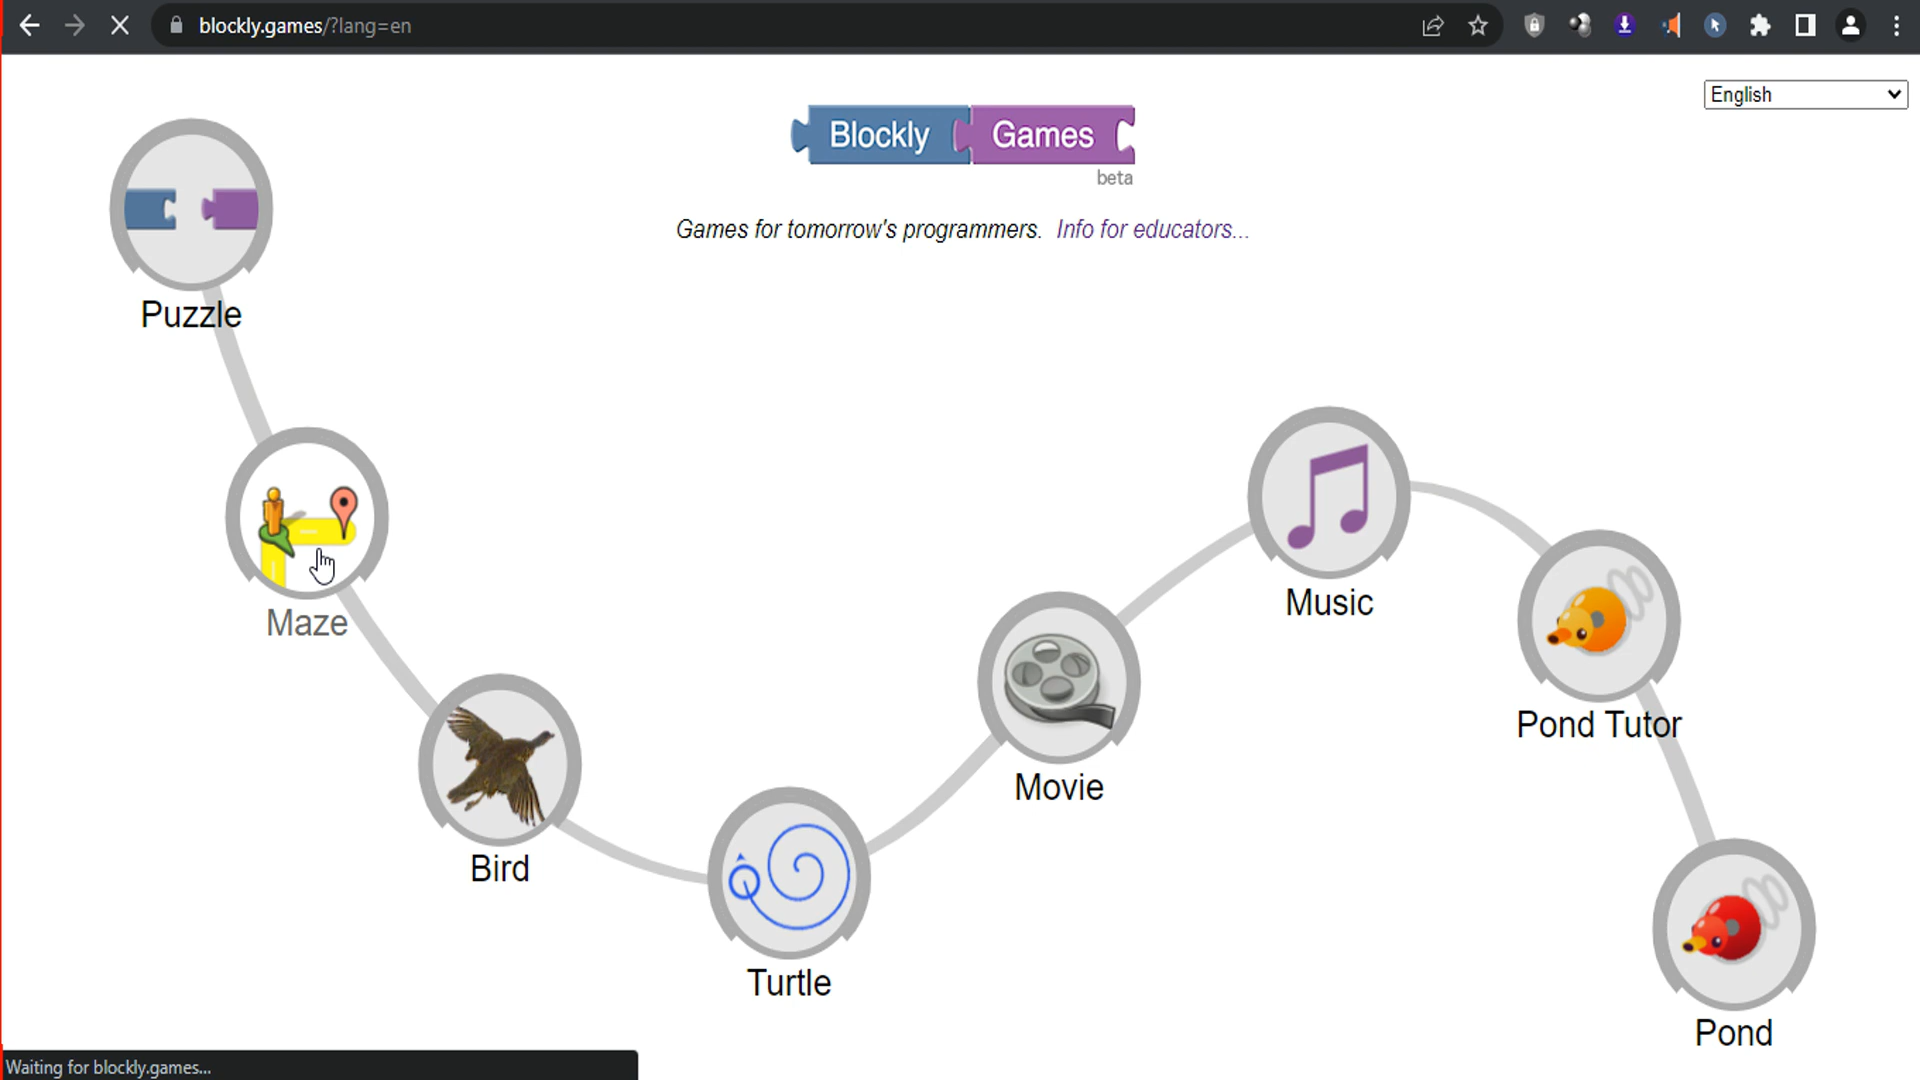 blockly.games/?lang=en
English
Blockly Games
beta
Games for tomorrow's programmers. Info for educators...
Puzzle
Maze
Bird
Turtle
Movie
Music
Pond Tutor
Pond
Waiting for blockly.games...